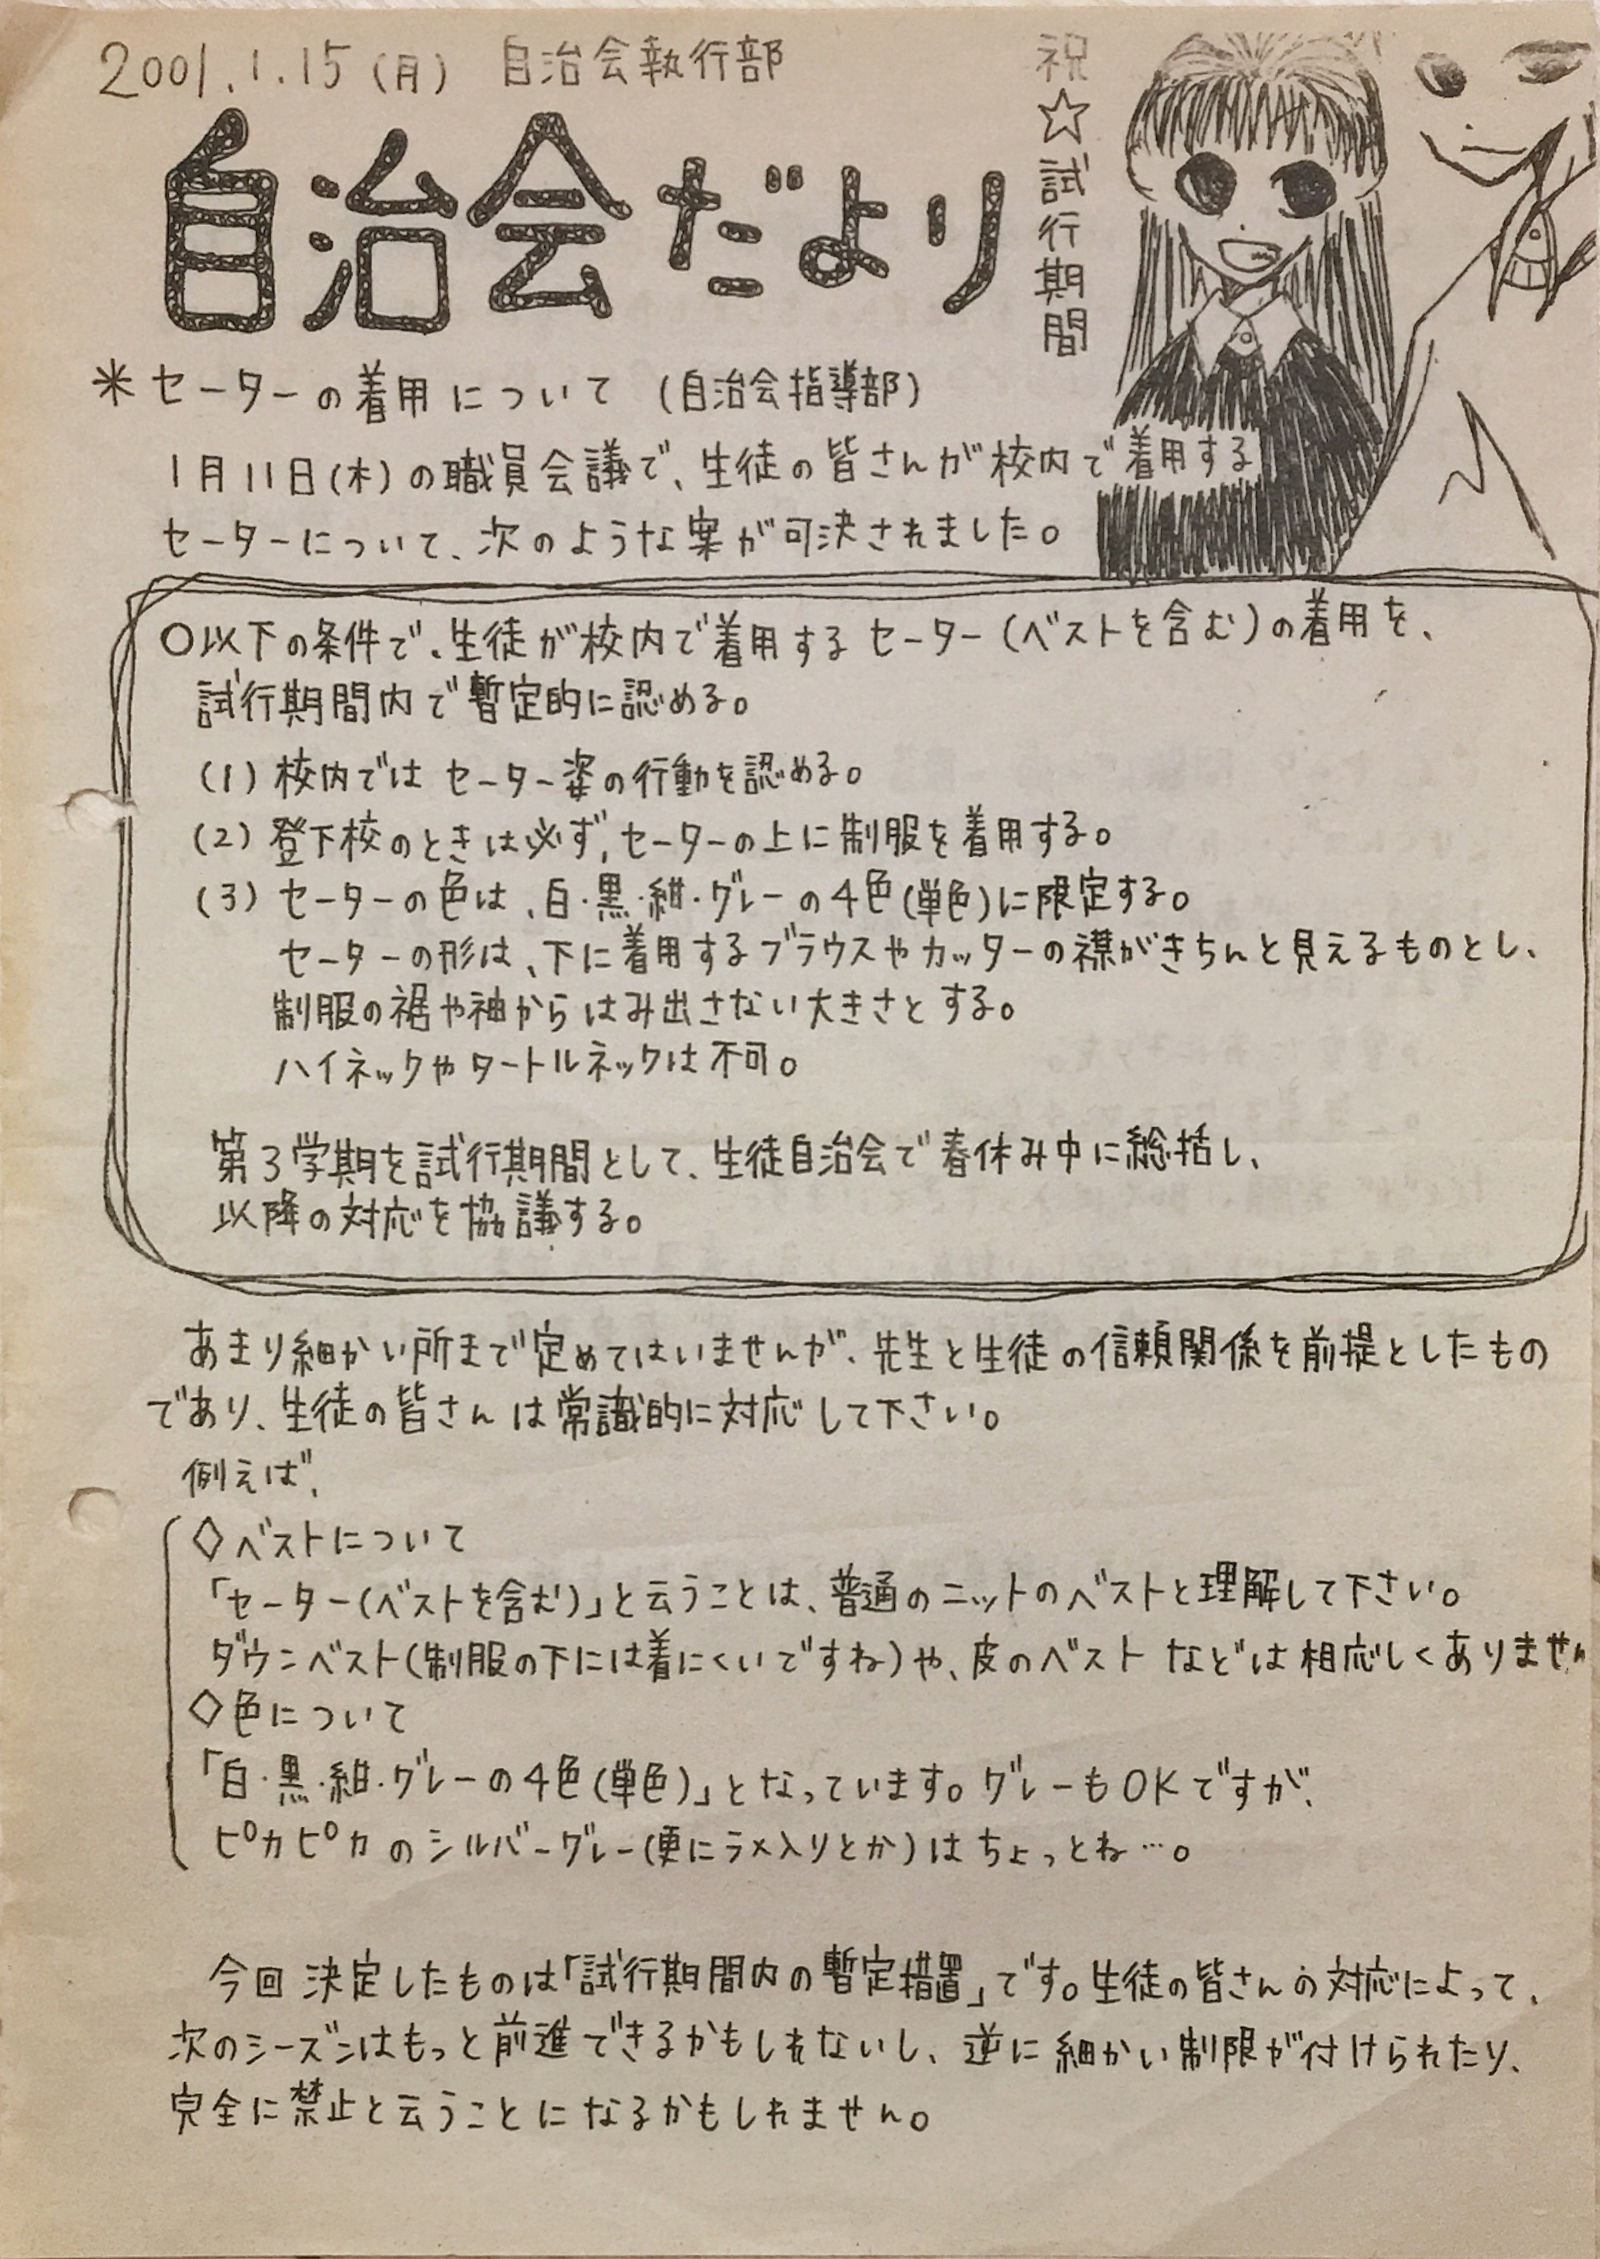 2001.1.15(月) 自治会執行部
祝☆試行期間
自治会だより
＊セーターの着用について (自治会指導部)
1月11日(木)の職員会議で、生徒の皆さんが校内で着用する
セーターについて、次のような案が可決されました。
○以下の条件で、生徒が校内で着用するセーター(ベストを含む)の着用を、
試行期間内で暫定的に認める。
(1) 校内ではセーター姿の行動を認める。
(2) 登下校のときは必ず、セーターの上に制服を着用する。
(3) セーターの色は、白・黒・紺・グレーの4色(単色)に限定する。
セーターの形は、下に着用するブラウスやカッターの襟がきちんと見えるものとし、
制服の裾や袖からはみ出さない大きさとする。
ハイネックやタートルネックは不可。
第3学期を試行期間として、生徒自治会で春休み中に総括し、
以降の対応を協議する。
あまり細かい所まで定めてはいませんが、先生と生徒の信頼関係を前提としたもの
であり、生徒の皆さんは常識的に対応して下さい。
例えば、
◇ベストについて
「セーター(ベストを含む)」と云うことは、普通のニットのベストと理解して下さい。
ダウンベスト(制服の下には着にくいですね)や、皮のベストなどは相応しくありません
◇色について
「白・黒・紺・グレーの4色(単色)」となっています。グレーもOKですが、
ピカピカのシルバーグレー(更にラメ入りとか)はちょっとね…。
今回決定したものは「試行期間内の暫定措置」です。生徒の皆さんの対応によって、
次のシーズンはもっと前進できるかもしれないし、逆に細かい制限が付けられたり、
完全に禁止と云うことになるかもしれません。